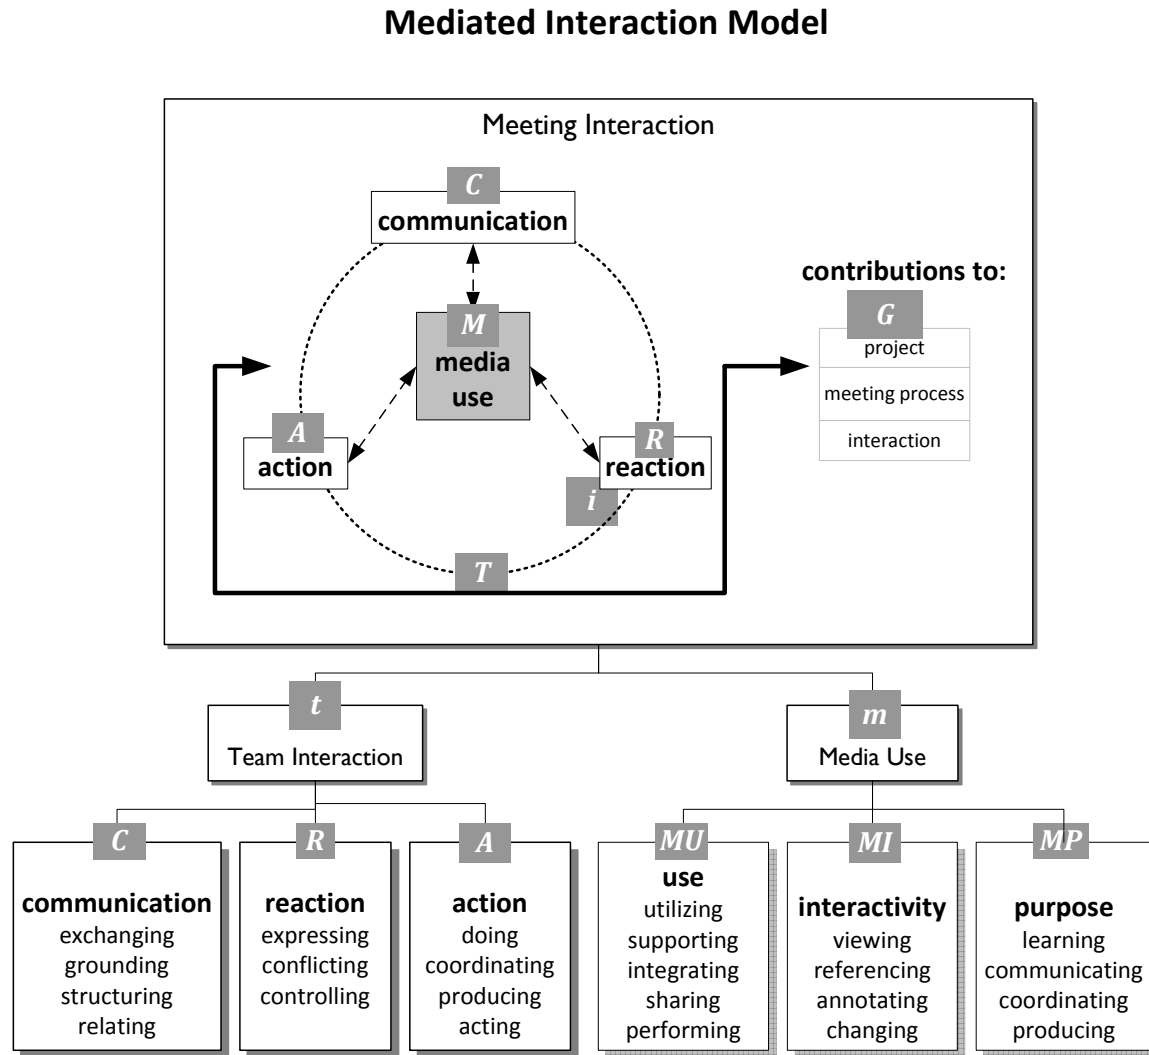 Mediated Interaction Model
Meeting Interaction
C
communication
M
media
use
A
action
R
reaction
i
T
contributions to:
G
project
meeting process
interaction
t
Team Interaction
m
Media Use
C
communication
exchanging
grounding
structuring
relating
R
reaction
expressing
conflicting
controlling
A
action
doing
coordinating
producing
acting
MU
use
utilizing
supporting
integrating
sharing
performing
MI
interactivity
viewing
referencing
annotating
changing
MP
purpose
learning
communicating
coordinating
producing